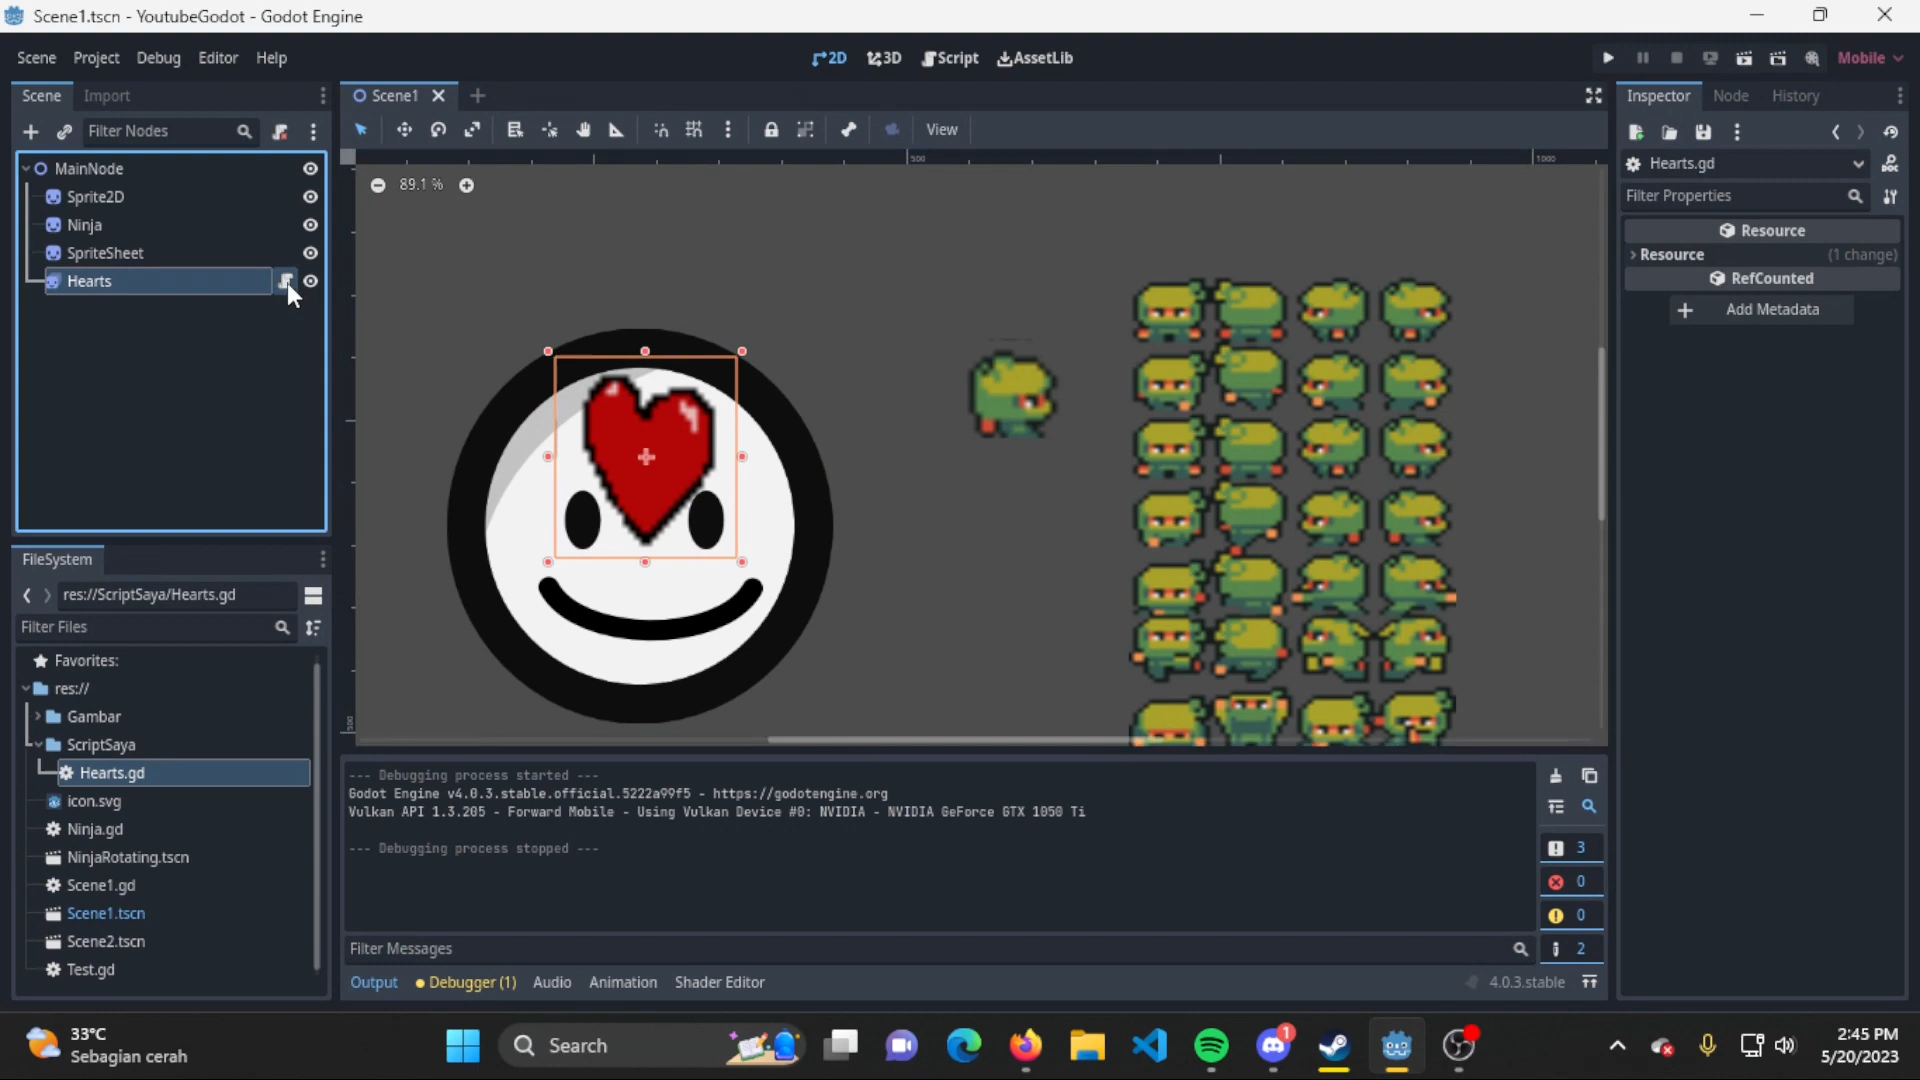 Scene1.tscn - YoutubeGodot - Godot Engine
Scene Project Debug Editor Help
2D 3D Script AssetLib
Mobile
Scene Import
Scene1
Inspector Node History
Filter Nodes
View
Hearts.gd
Filter Properties
500
1000
89.1 %
MainNode
Sprite2D
Ninja
SpriteSheet
Hearts
Resource
Resource (1 change)
RefCounted
Add Metadata
FileSystem
res://ScriptSaya/Hearts.gd
Filter Files
Favorites:
res://
Gambar
ScriptSaya
Hearts.gd
icon.svg
Ninja.gd
NinjaRotating.tscn
Scene1.gd
Scene1.tscn
Scene2.tscn
Test.gd
500
--- Debugging process started ---
Godot Engine v4.0.3.stable.official.5222a99f5 - https://godotengine.org
Vulkan API 1.3.205 - Forward Mobile - Using Vulkan Device #0: NVIDIA - NVIDIA GeForce GTX 1050 Ti
--- Debugging process stopped ---
3
0
0
2
Filter Messages
Output Debugger (1) Audio Animation Shader Editor
4.0.3.stable
33°C
Sebagian cerah
Search
1
2:45 PM
5/20/2023